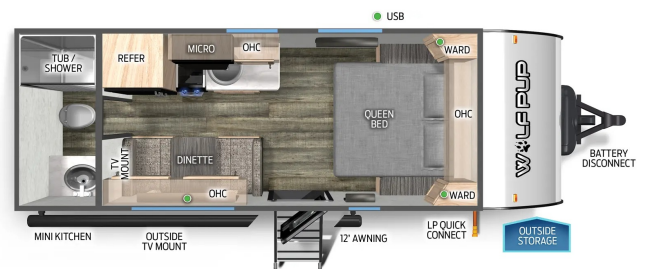 USB
TUB /
SHOWER
REFER
MICRO
OHC
WARD
QUEEN
BED
OHC
WOLF PUP
BATTERY
DISCONNECT
TV
MOUNT
DINETTE
OHC
WARD
MINI KITCHEN
OUTSIDE
TV MOUNT
12' AWNING
LP QUICK
CONNECT
OUTSIDE
STORAGE